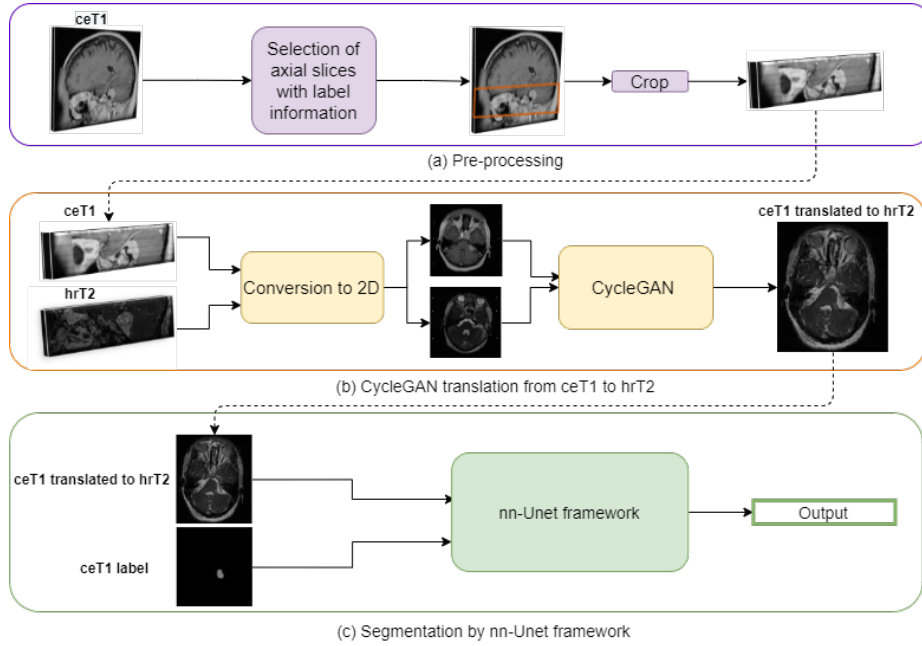 ceT1
Selection of
axial slices
with label
information
Crop
(a) Pre-processing
ceT1
hrT2
Conversion to 2D
CycleGAN
ceT1 translated to hrT2
(b) CycleGAN translation from ceT1 to hrT2
ceT1 translated to hrT2
ceT1 label
nn-Unet framework
Output
(c) Segmentation by nn-Unet framework